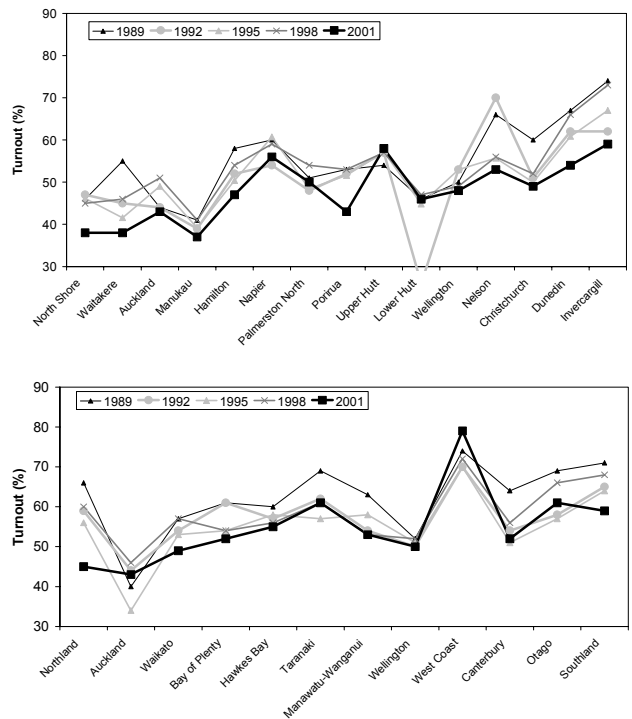 90
80
70
60
50
40
30
Turnout (%)
1989 1992 1995 1998 2001
North Shore
Waitakere
Auckland
Manukau
Hamilton
Napier
Palmerston North
Porirua
Upper Hutt
Lower Hutt
Wellington
Nelson
Christchurch
Dunedin
Invercargill
90
80
70
60
50
40
30
Turnout (%)
1989 1992 1995 1998 2001
Northland
Auckland
Waikato
Bay of Plenty
Hawkes Bay
Taranaki
Manawatu-Wanganui
Wellington
West Coast
Canterbury
Otago
Southland